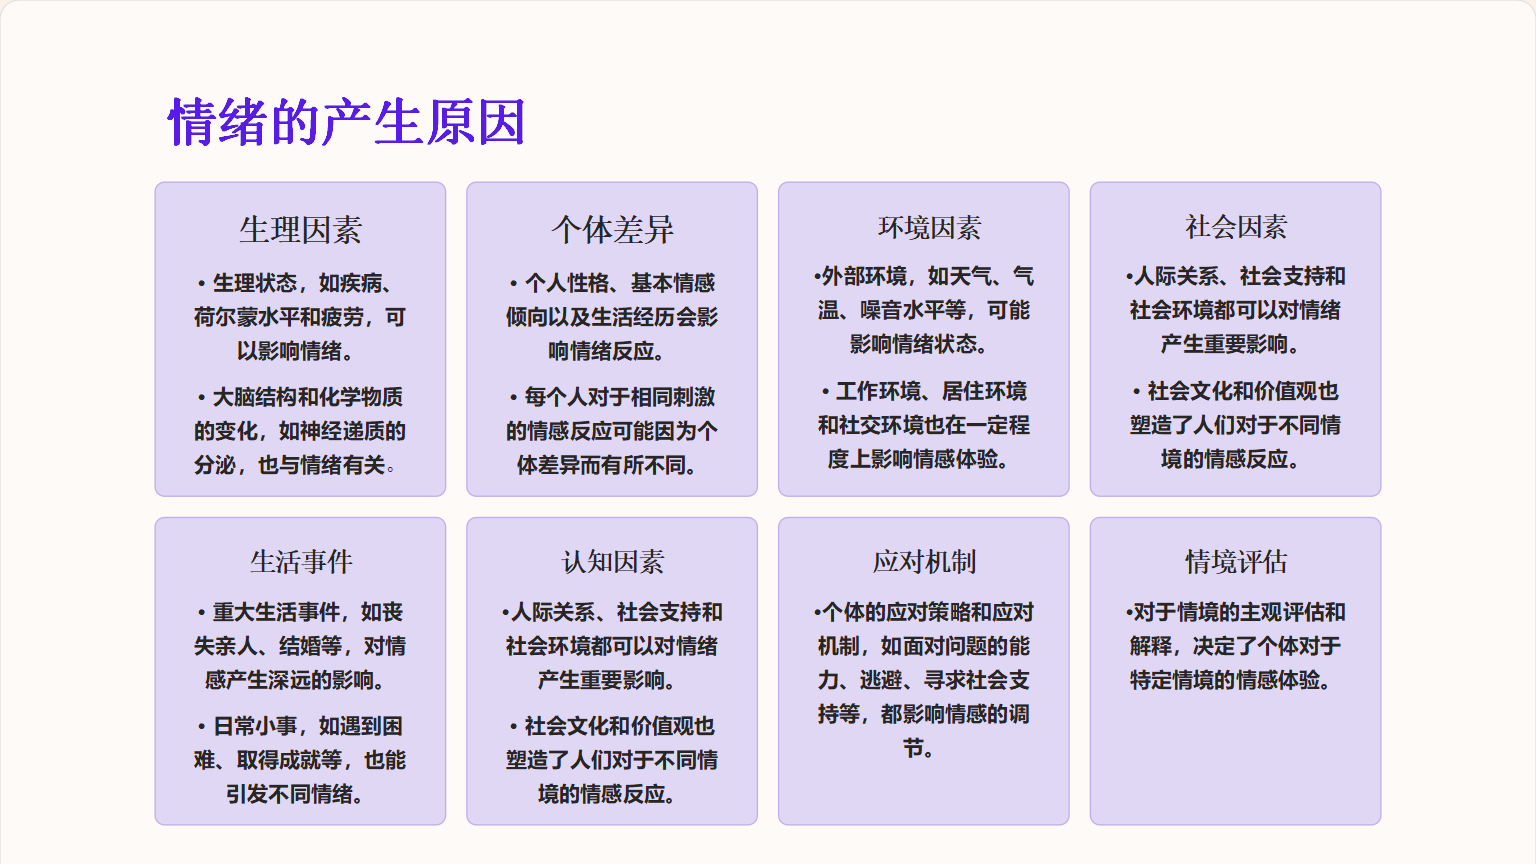 情绪的产生原因
生理因素
• 生理状态，如疾病、
荷尔蒙水平和疲劳，可
以影响情绪。
• 大脑结构和化学物质
的变化，如神经递质的
分泌，也与情绪有关。
个体差异
• 个人性格、基本情感
倾向以及生活经历会影
响情绪反应。
• 每个人对于相同刺激
的情感反应可能因为个
体差异而有所不同。
环境因素
•外部环境，如天气、气
温、噪音水平等，可能
影响情绪状态。
• 工作环境、居住环境
和社交环境也在一定程
度上影响情感体验。
社会因素
•人际关系、社会支持和
社会环境都可以对情绪
产生重要影响。
• 社会文化和价值观也
塑造了人们对于不同情
境的情感反应。
生活事件
• 重大生活事件，如丧
失亲人、结婚等，对情
感产生深远的影响。
• 日常小事，如遇到困
难、取得成就等，也能
引发不同情绪。
认知因素
•人际关系、社会支持和
社会环境都可以对情绪
产生重要影响。
• 社会文化和价值观也
塑造了人们对于不同情
境的情感反应。
应对机制
•个体的应对策略和应对
机制，如面对问题的能
力、逃避、寻求社会支
持等，都影响情感的调
节。
情境评估
•对于情境的主观评估和
解释，决定了个体对于
特定情境的情感体验。